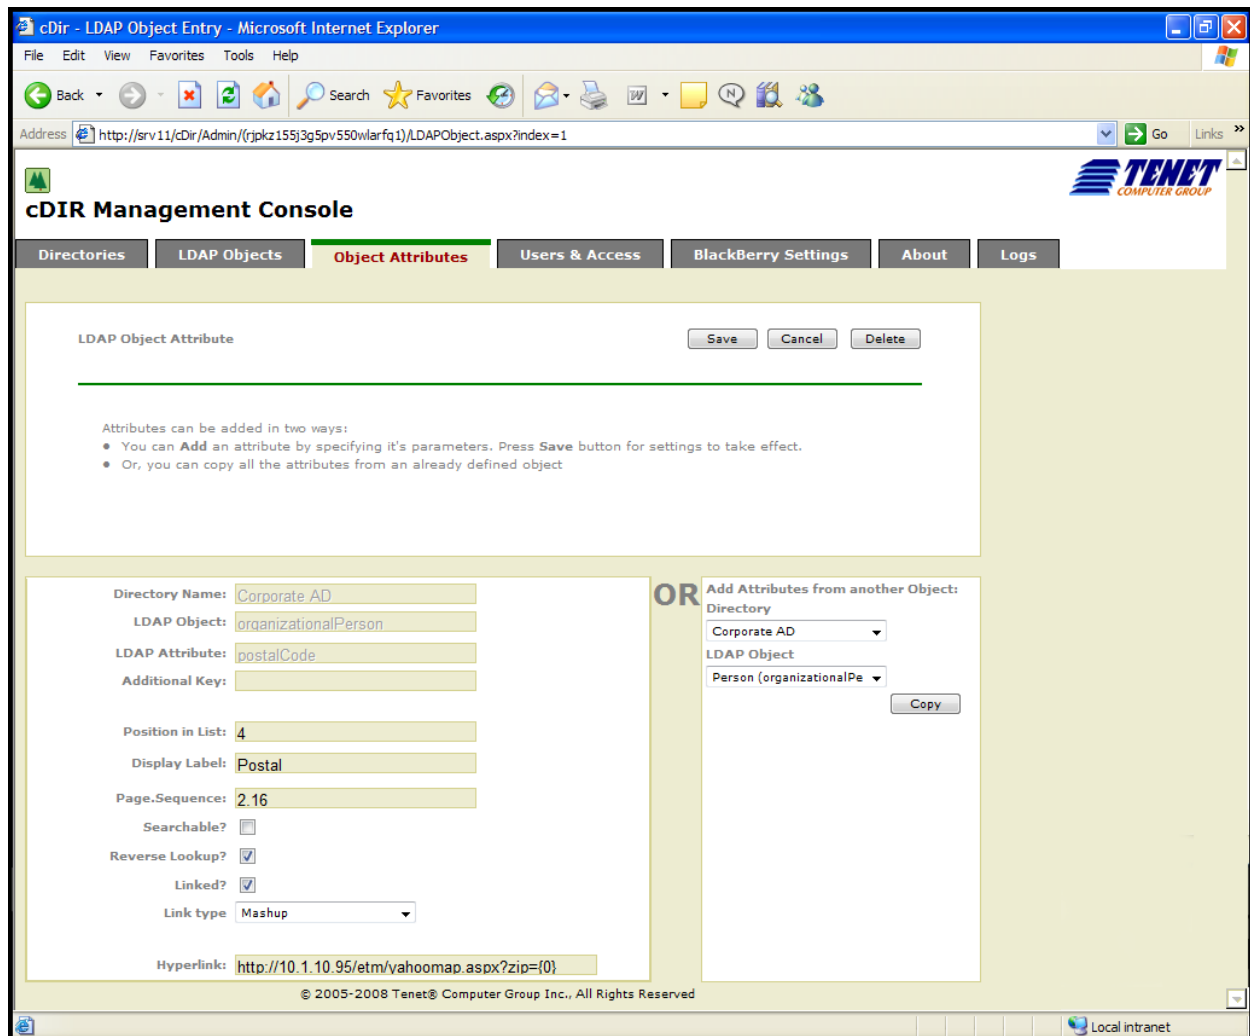 cDir - LDAP Object Entry - Microsoft Internet Explorer
File Edit View Favorites Tools Help
Back Search Favorites
Address http://srv11/cDir/Admin/(rjpkz155j3g5pv550wlarfq1)/LDAPObject.aspx?index=1 Go Links »
TENET
COMPUTER GROUP
cDIR Management Console
Directories LDAP Objects Object Attributes Users & Access BlackBerry Settings About Logs
LDAP Object Attribute Save Cancel Delete
Attributes can be added in two ways:
• You can Add an attribute by specifying it's parameters. Press Save button for settings to take effect.
• Or, you can copy all the attributes from an already defined object
Directory Name: Corporate AD
LDAP Object: organizationalPerson
LDAP Attribute: postalCode
Additional Key:
Position in List: 4
Display Label: Postal
Page.Sequence: 2.16
Searchable?
Reverse Lookup?
Linked?
Link type Mashup
Hyperlink: http://10.1.10.95/etm/yahoomap.aspx?zip={0}
OR
Add Attributes from another Object:
Directory
Corporate AD
LDAP Object
Person (organizationalPe
Copy
© 2005-2008 Tenet® Computer Group Inc., All Rights Reserved
Local intranet